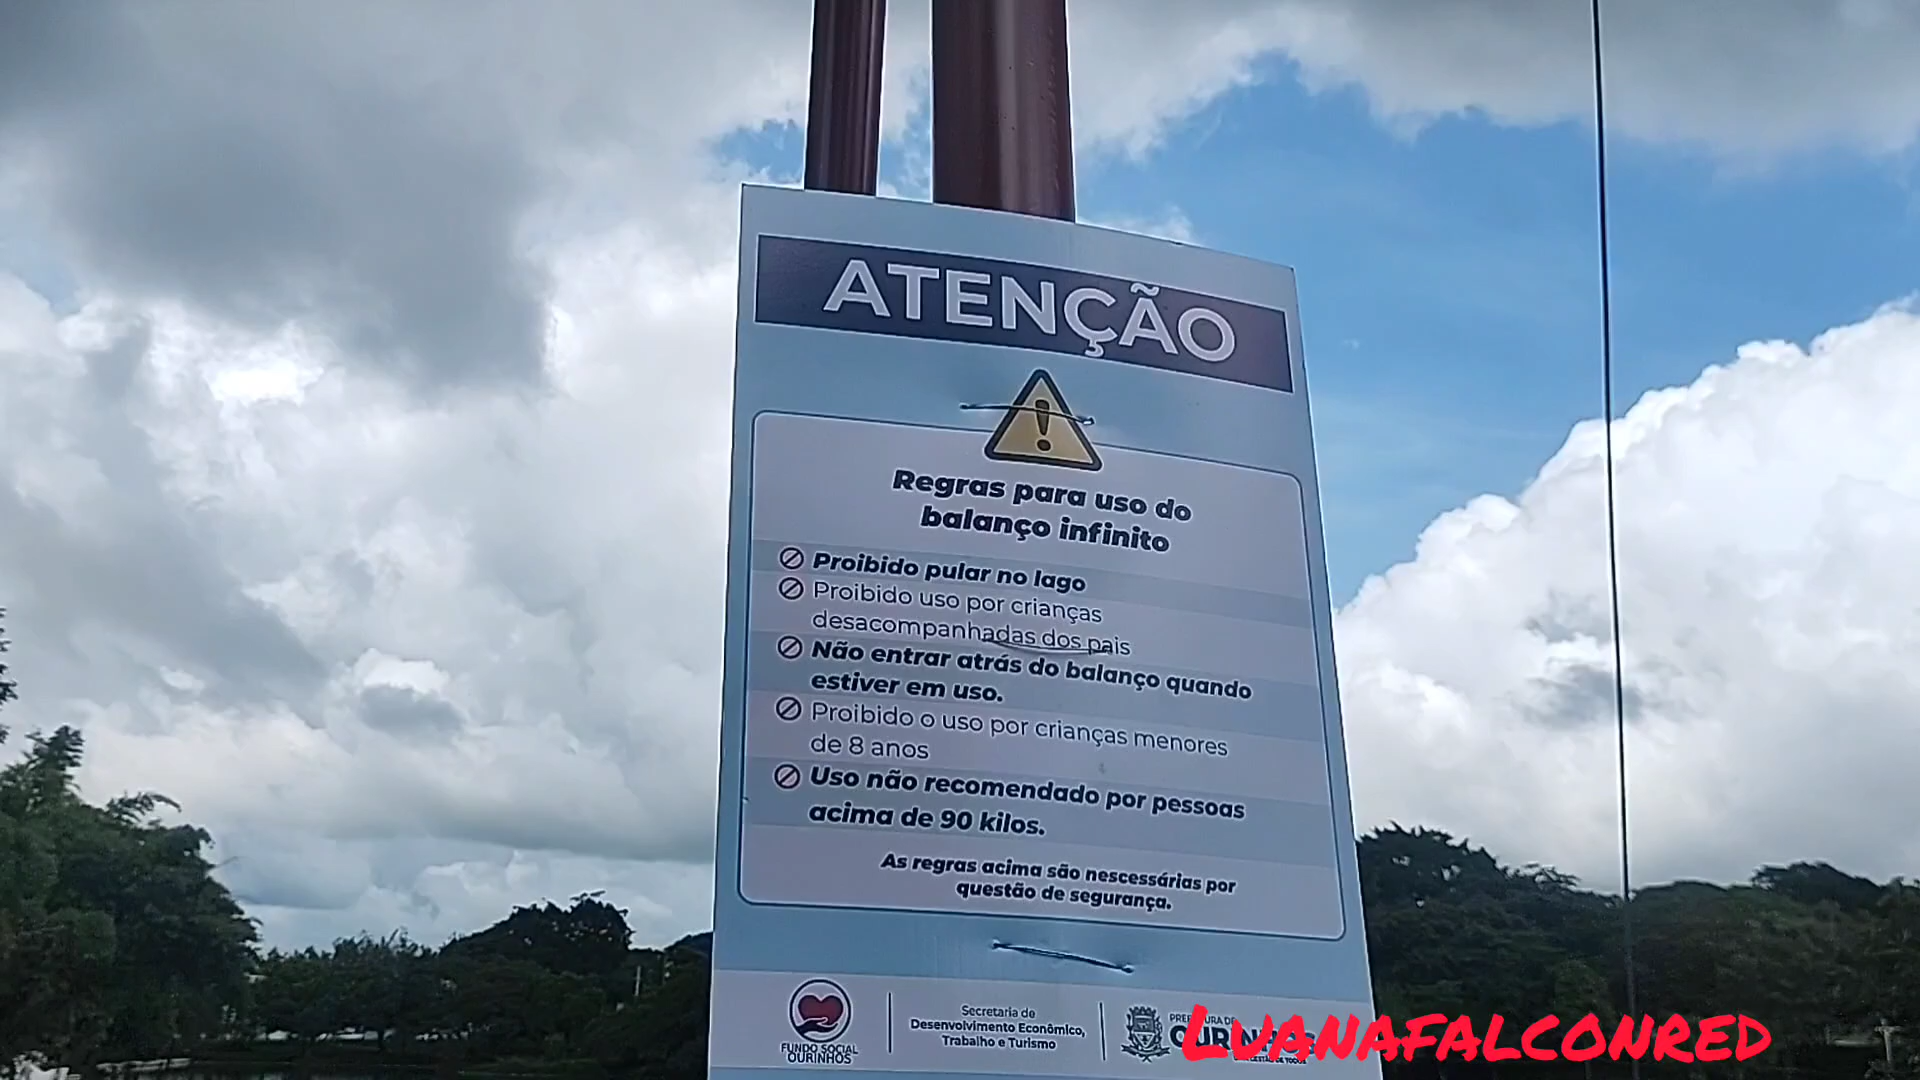 ATENÇÃO
Regras para uso do
balanço infinito
Proibido pular no lago
Proibido uso por crianças
desacompanhadas dos pais
Não entrar atrás do balanço quando
estiver em uso.
Proibido o uso por crianças menores
de 8 anos
Uso não recomendado por pessoas
acima de 90 kilos.
As regras acima são nescessárias por
questão de segurança.
FUNDO SOCIAL
OURINHOS
Secretaria de
Desenvolvimento Econômico,
Trabalho e Turismo
Luanafalconred